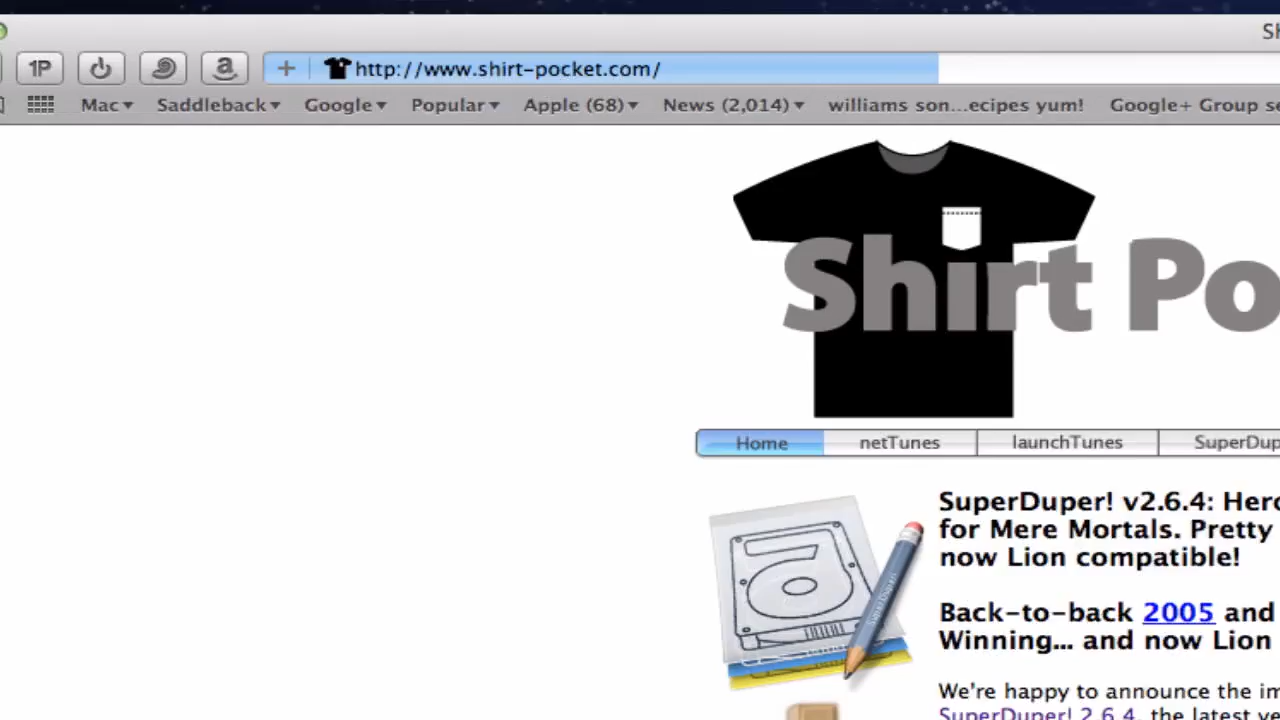 SH
1P
http://www.shirt-pocket.com/
Mac▾ Saddleback▾ Google▾ Popular▾ Apple (68)▾ News (2,014)▾ williams son...ecipes yum! Google+ Group se
Shirt Po
Home netTunes launchTunes SuperDup
SuperDuper! v2.6.4: Hero
for Mere Mortals. Pretty
now Lion compatible!
Back-to-back 2005 and
Winning... and now Lion
We're happy to announce the im
SuperDuper! 2.6.4, the latest ve
SuperDuper!